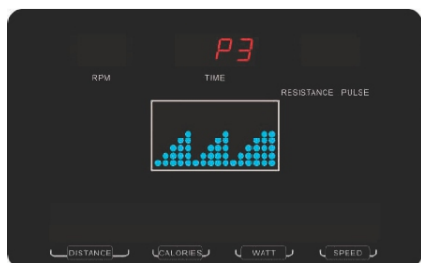 P3
RPM TIME
RESISTANCE PULSE
DISTANCE CALORIES WATT SPEED